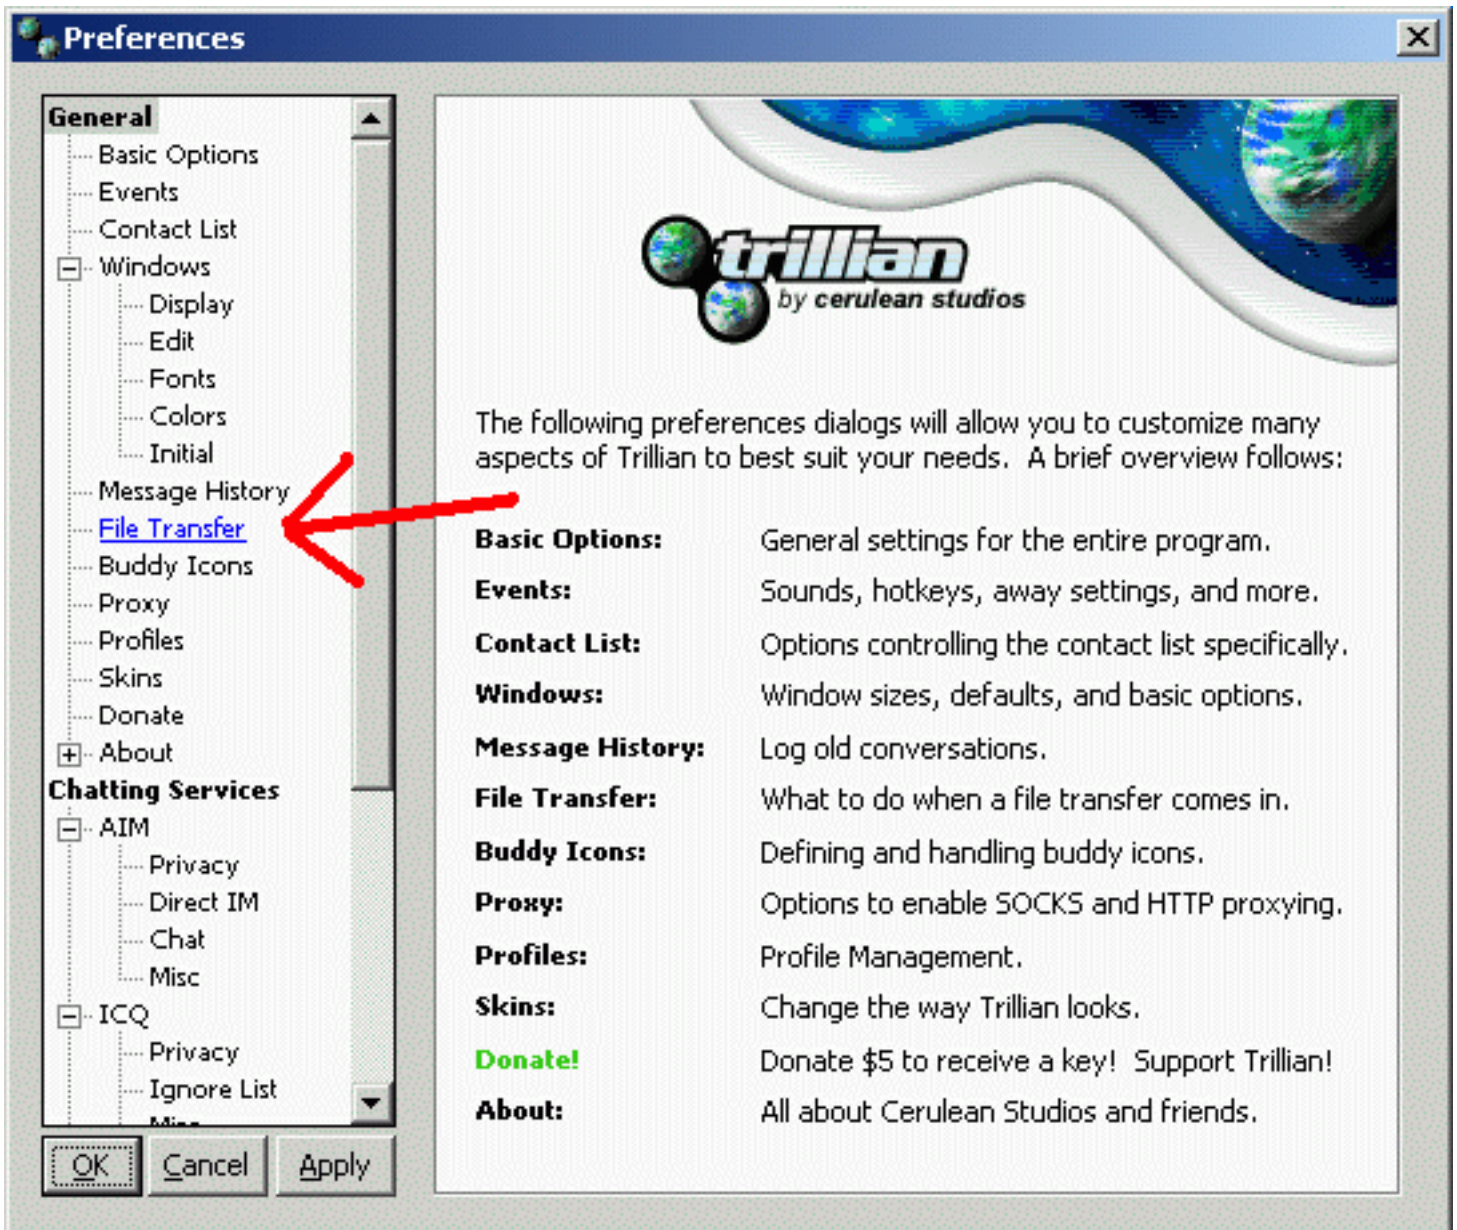 Preferences
General
Basic Options
Events
Contact List
Windows
Display
Edit
Fonts
Colors
Initial
Message History
File Transfer
Buddy Icons
Proxy
Profiles
Skins
Donate
About
Chatting Services
AIM
Privacy
Direct IM
Chat
Misc
ICQ
Privacy
Ignore List
OK Cancel Apply
trillian
by cerulean studios
The following preferences dialogs will allow you to customize many
aspects of Trillian to best suit your needs.  A brief overview follows:
Basic Options: General settings for the entire program.
Events: Sounds, hotkeys, away settings, and more.
Contact List: Options controlling the contact list specifically.
Windows: Window sizes, defaults, and basic options.
Message History: Log old conversations.
File Transfer: What to do when a file transfer comes in.
Buddy Icons: Defining and handling buddy icons.
Proxy: Options to enable SOCKS and HTTP proxying.
Profiles: Profile Management.
Skins: Change the way Trillian looks.
Donate! Donate $5 to receive a key!  Support Trillian!
About: All about Cerulean Studios and friends.